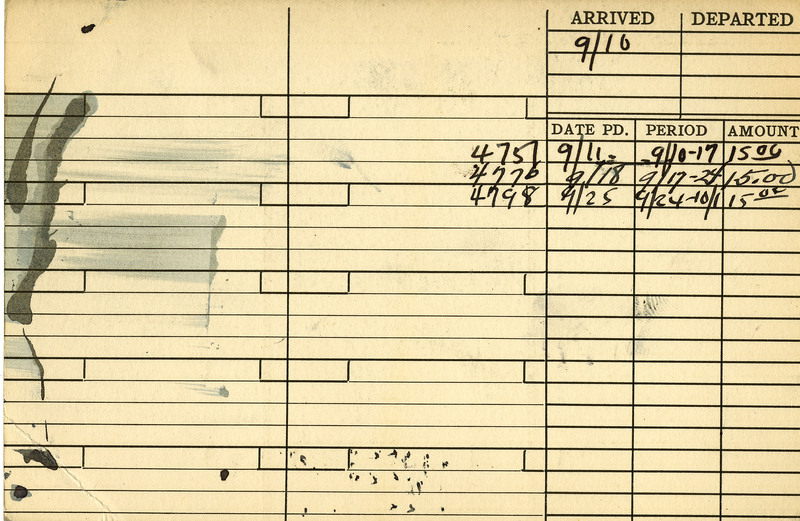 ARRIVED DEPARTED
9/10
DATE PD. PERIOD AMOUNT
4751 9/11 9/10-17 15 00
4776 9/18 9/17-24 15.00
4798 9/25 9/24-10/1 15 00